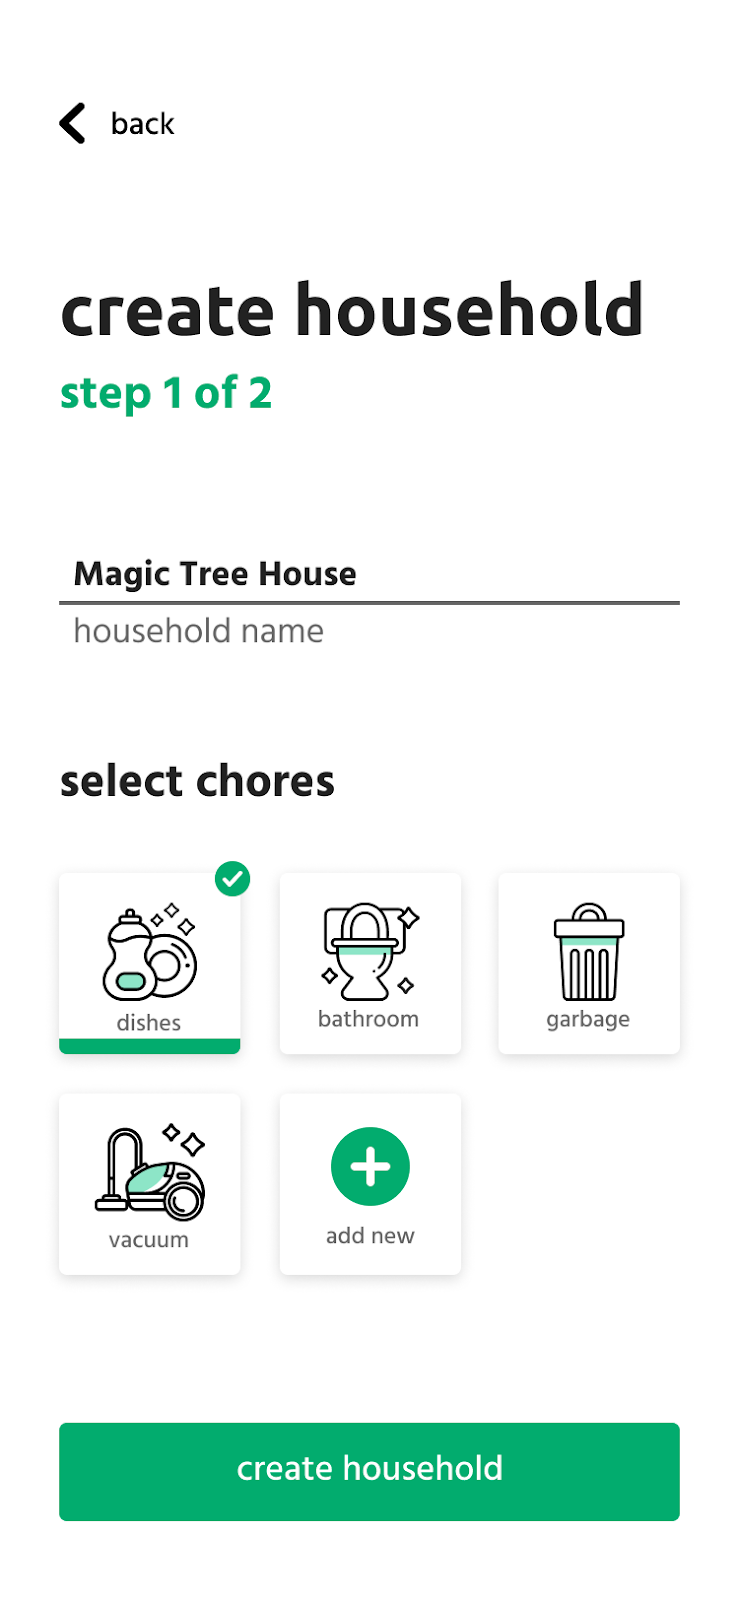 back
create household
step 1 of 2
Magic Tree House
household name
select chores
dishes
bathroom
garbage
vacuum
add new
create household